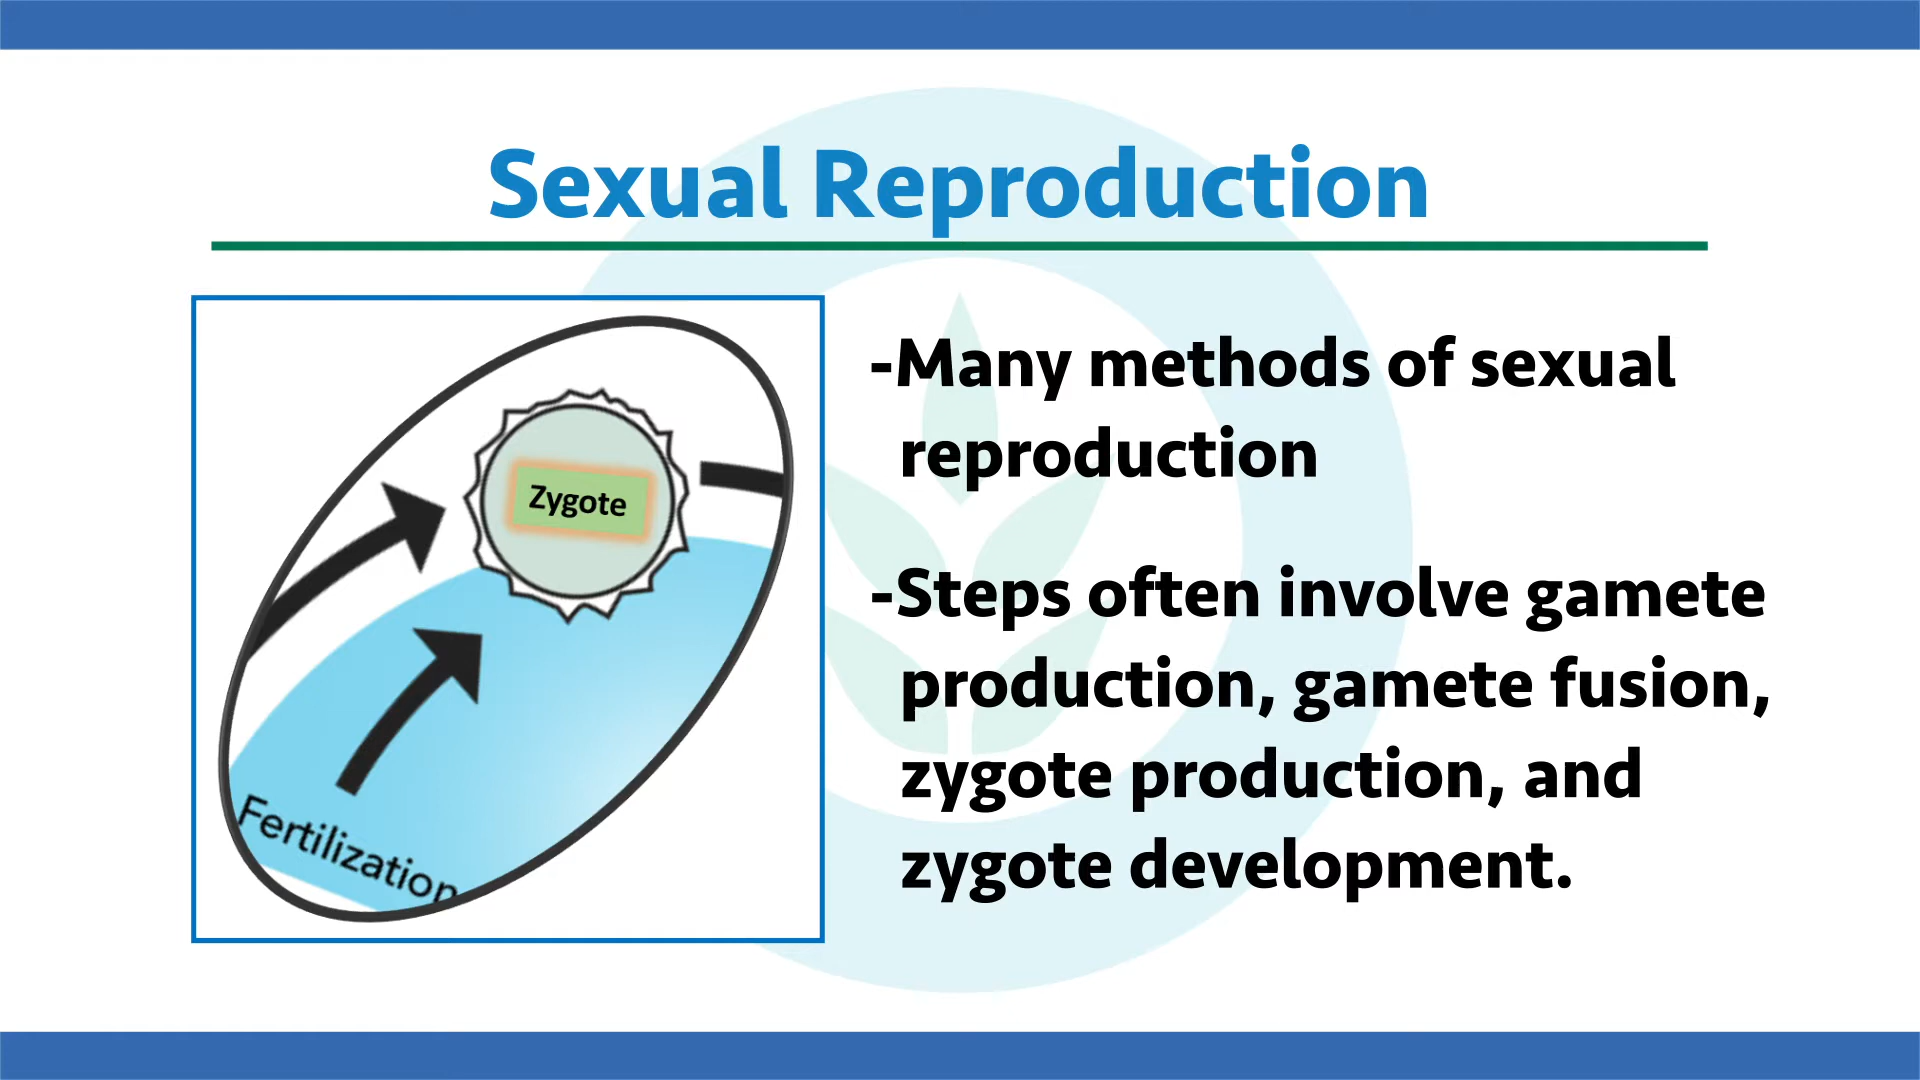 Sexual Reproduction
Zygote
Fertilization
-Many methods of sexual
reproduction
-Steps often involve gamete
production, gamete fusion,
zygote production, and
zygote development.